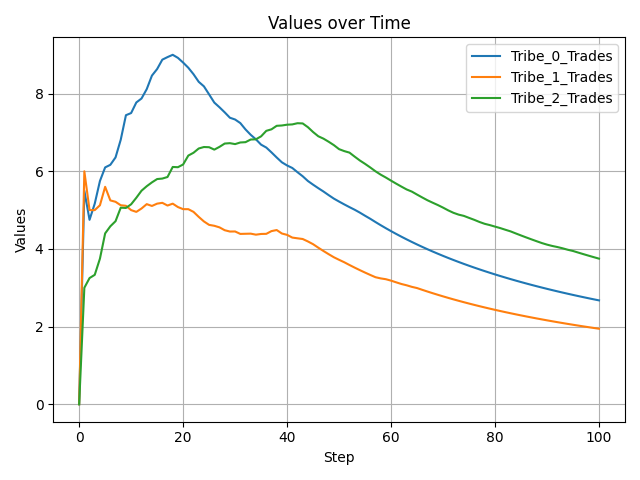 Values over Time
Tribe_0_Trades
Tribe_1_Trades
Tribe_2_Trades
Values
8
6
4
2
0
0 20 40 60 80 100
Step